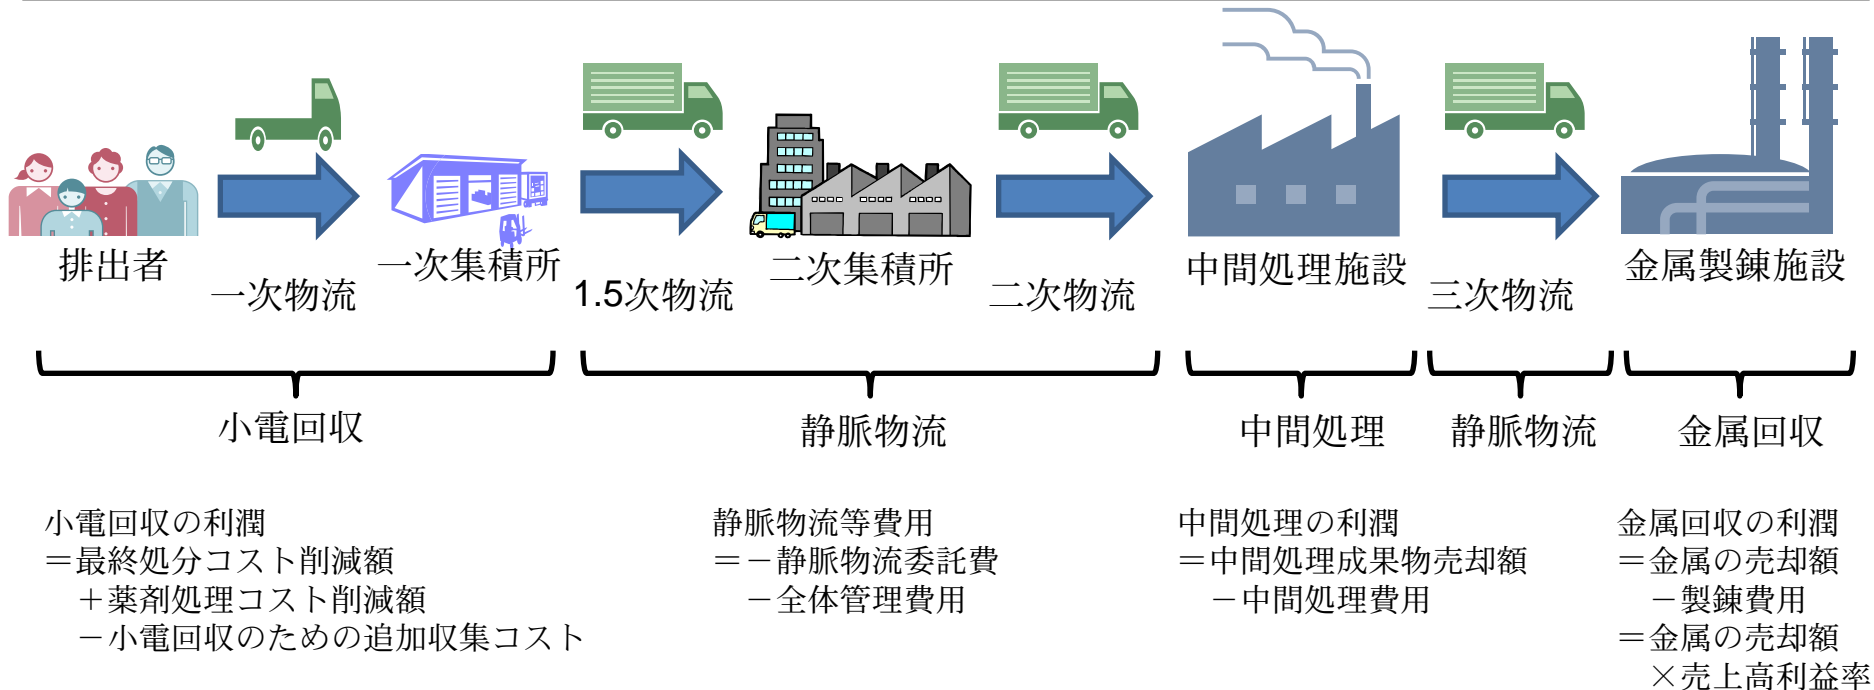 排出者
一次物流
一次集積所
1.5次物流
二次集積所
二次物流
中間処理施設
三次物流
金属製錬施設
小電回収
静脈物流
中間処理
静脈物流
金属回収
小電回収の利潤
＝最終処分コスト削減額
＋薬剤処理コスト削減額
－小電回収のための追加収集コスト
静脈物流等費用
＝－静脈物流委託費
－全体管理費用
中間処理の利潤
＝中間処理成果物売却額
－中間処理費用
金属回収の利潤
＝金属の売却額
－製錬費用
＝金属の売却額
×売上高利益率